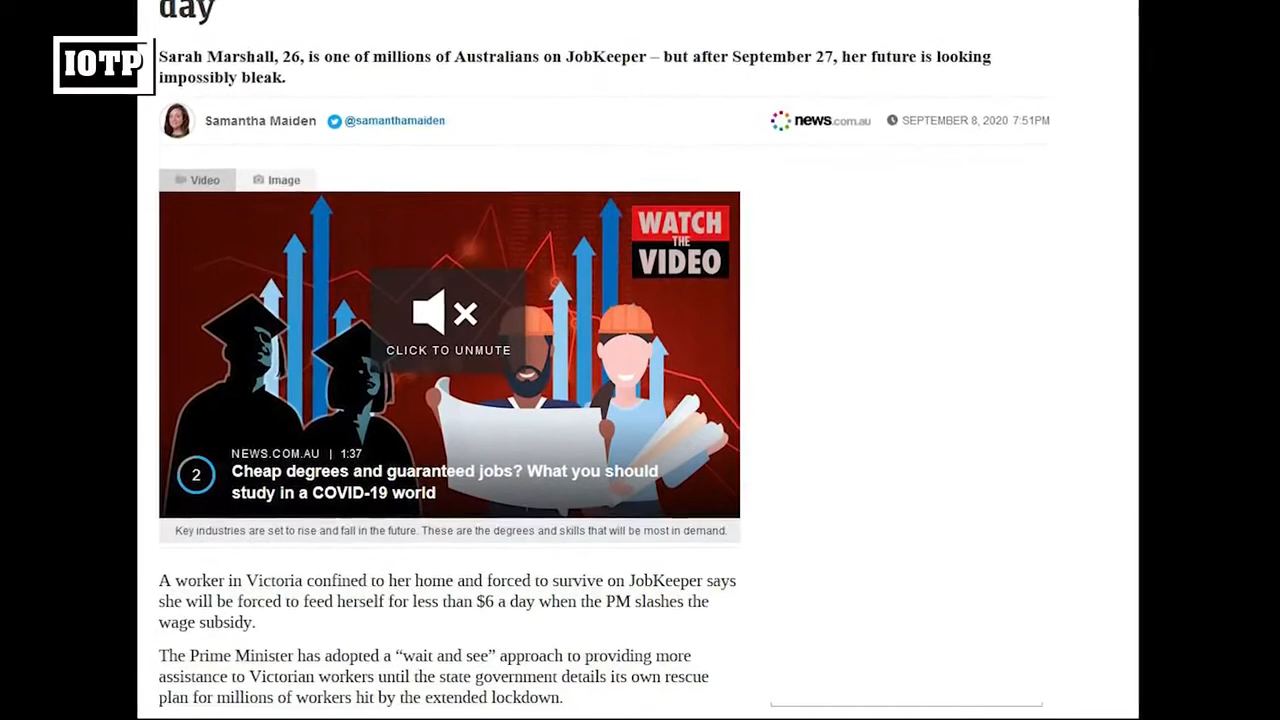 day
IOTP
Sarah Marshall, 26, is one of millions of Australians on JobKeeper – but after September 27, her future is looking
impossibly bleak.
Samantha Maiden @samanthamaiden
news.com.au SEPTEMBER 8, 2020 7:51PM
Video Image
WATCH
THE
VIDEO
CLICK TO UNMUTE
NEWS.COM.AU | 1:37
2
Cheap degrees and guaranteed jobs? What you should
study in a COVID-19 world
Key industries are set to rise and fall in the future. These are the degrees and skills that will be most in demand.
A worker in Victoria confined to her home and forced to survive on JobKeeper says
she will be forced to feed herself for less than $6 a day when the PM slashes the
wage subsidy.
The Prime Minister has adopted a “wait and see” approach to providing more
assistance to Victorian workers until the state government details its own rescue
plan for millions of workers hit by the extended lockdown.